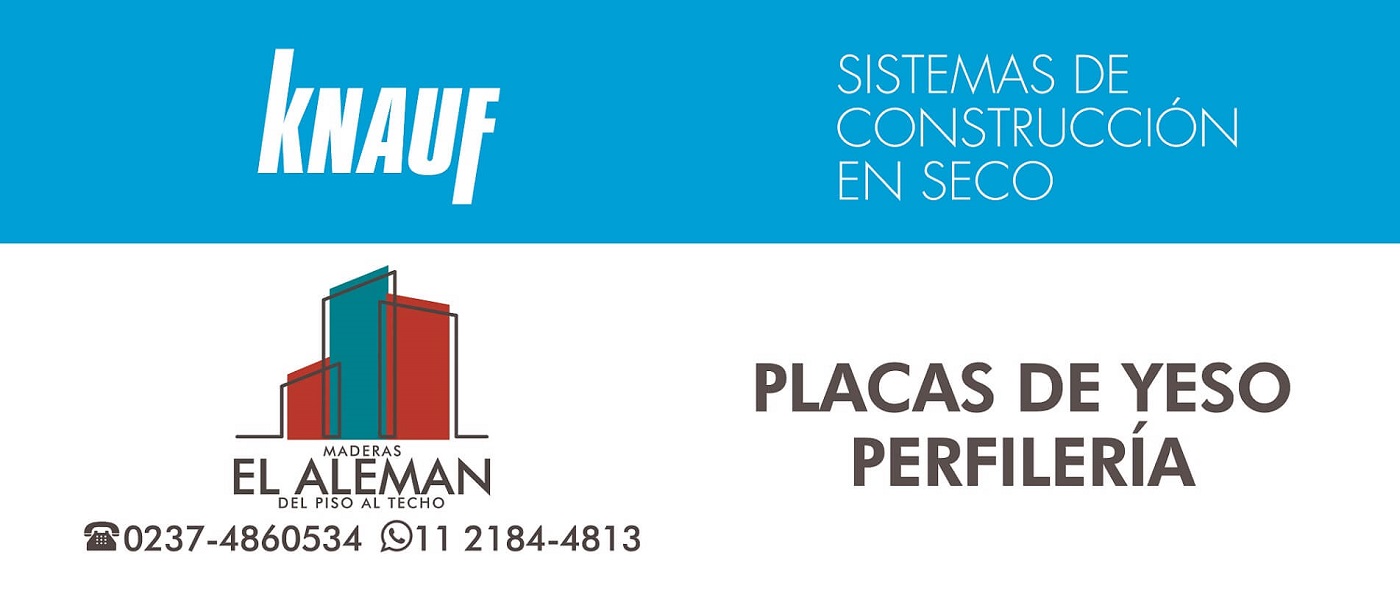 KNAUF
SISTEMAS DE
CONSTRUCCIÓN
EN SECO
MADERAS
EL ALEMAN
DEL PISO AL TECHO
0237-4860534 11 2184-4813
PLACAS DE YESO
PERFILERÍA